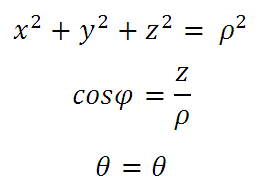 x² + y² + z² = ρ²
cosφ = z/ρ
θ = θ